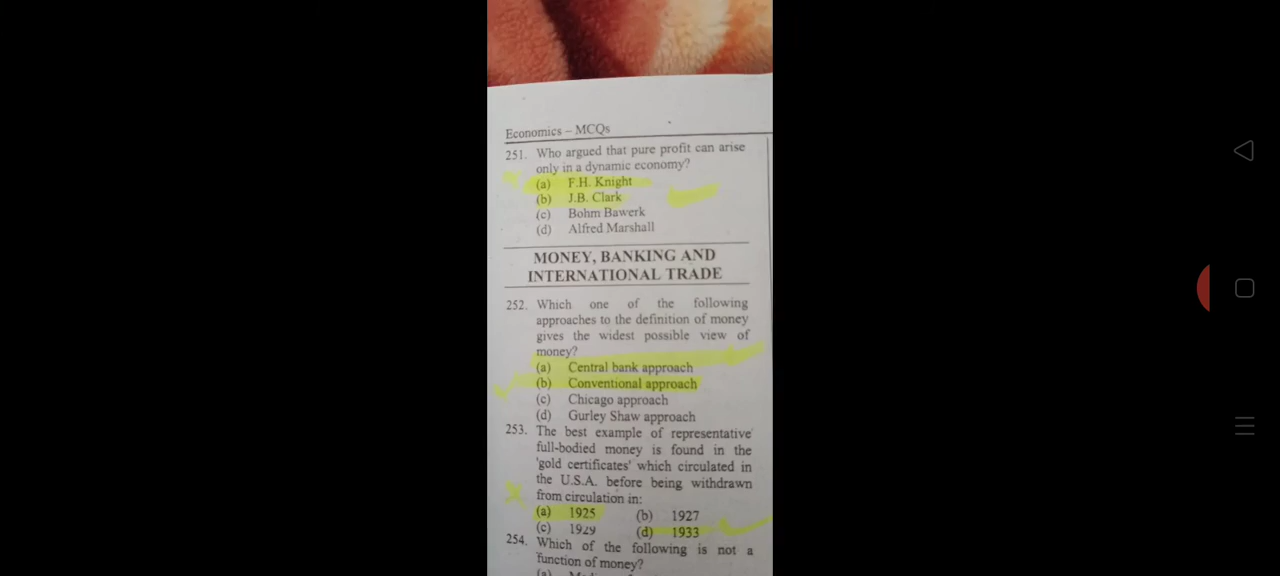 Economics – MCQs
251. Who argued that pure profit can arise
only in a dynamic economy?
(a) F.H. Knight
(b) J.B. Clark
(c) Bohm Bawerk
(d) Alfred Marshall
MONEY, BANKING AND
INTERNATIONAL TRADE
252. Which one of the following
approaches to the definition of money
gives the widest possible view of
money?
(a) Central bank approach
(b) Conventional approach
(c) Chicago approach
(d) Gurley Shaw approach
253. The best example of representative
full-bodied money is found in the
'gold certificates' which circulated in
the U.S.A. before being withdrawn
from circulation in:
(a) 1925 (b) 1927
(c) 1929 (d) 1933
254. Which of the following is not a
function of money?
(a)